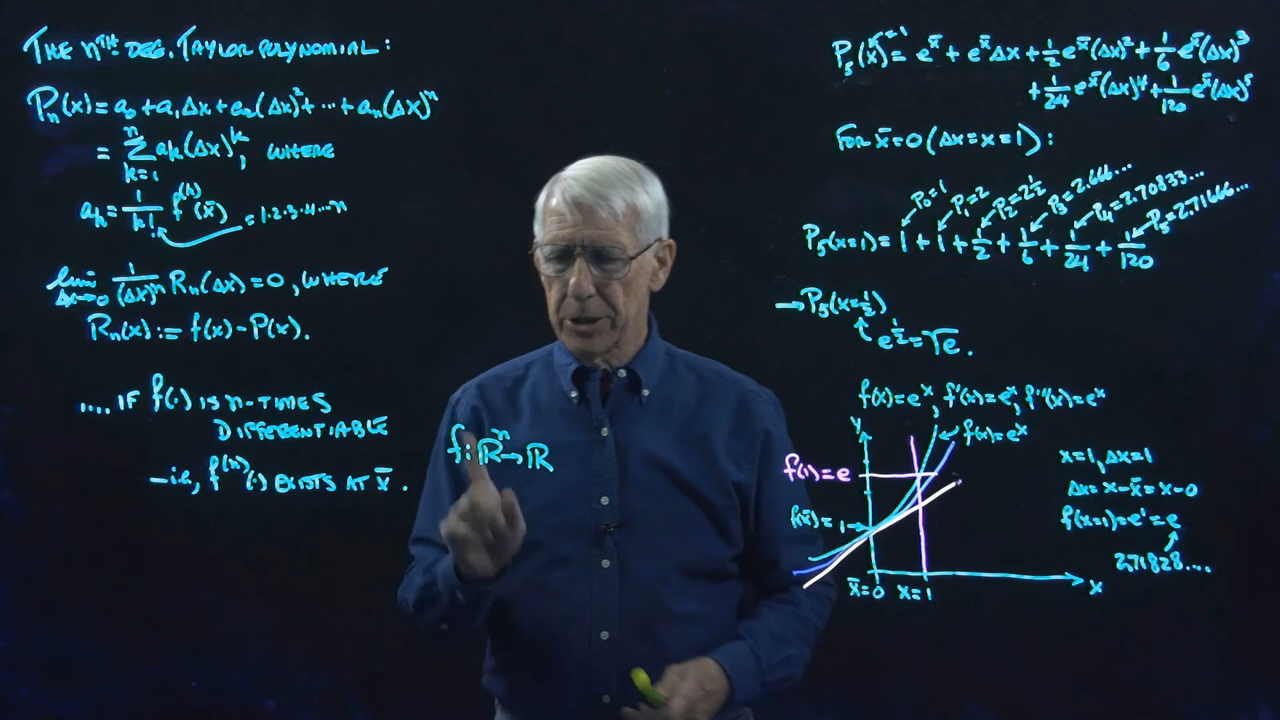 THE nTH DEG. TAYLOR POLYNOMIAL:
Pn(x) = a0 + a1Δx + a2(Δx)² + ... + an(Δx)ⁿ
= Σ ak(Δx)ᵏ, WHERE
n
k=1
ak = 1/k! f⁽ᵏ⁾(x̄)
= 1·2·3·4...n
lim Δx→0 1/(Δx)ⁿ Rn(Δx) = 0, WHERE
Rn(x) := f(x) - P(x).
.... IF f(·) IS n-TIMES
DIFFERENTIABLE
-i.e., f⁽ⁿ⁾(·) EXISTS AT x̄.
f: ℝⁿ → ℝ
P5(x) = e^x̄ + e^x̄ Δx + 1/2 e^x̄ (Δx)² + 1/6 e^x̄ (Δx)³
+ 1/24 e^x̄ (Δx)⁴ + 1/120 e^x̄ (Δx)⁵
FOR x̄=0 (Δx=x=1):
P0=1 P1=2 P2=2½ P3=2.666... P4=2.70833... P5=2.71666...
P5(x=1) = 1 + 1 + 1/2 + 1/6 + 1/24 + 1/120
→ P5(x=½)
e^½ = √e.
f(x)=eˣ, f'(x)=eˣ, f''(x)=eˣ
y
f(x)=eˣ
f(1)=e
f(x̄)=1
x̄=0 x=1
x
x=1, Δx=1
Δx = x-x̄ = x-0
f(x=1)=e¹=e
2.71828....